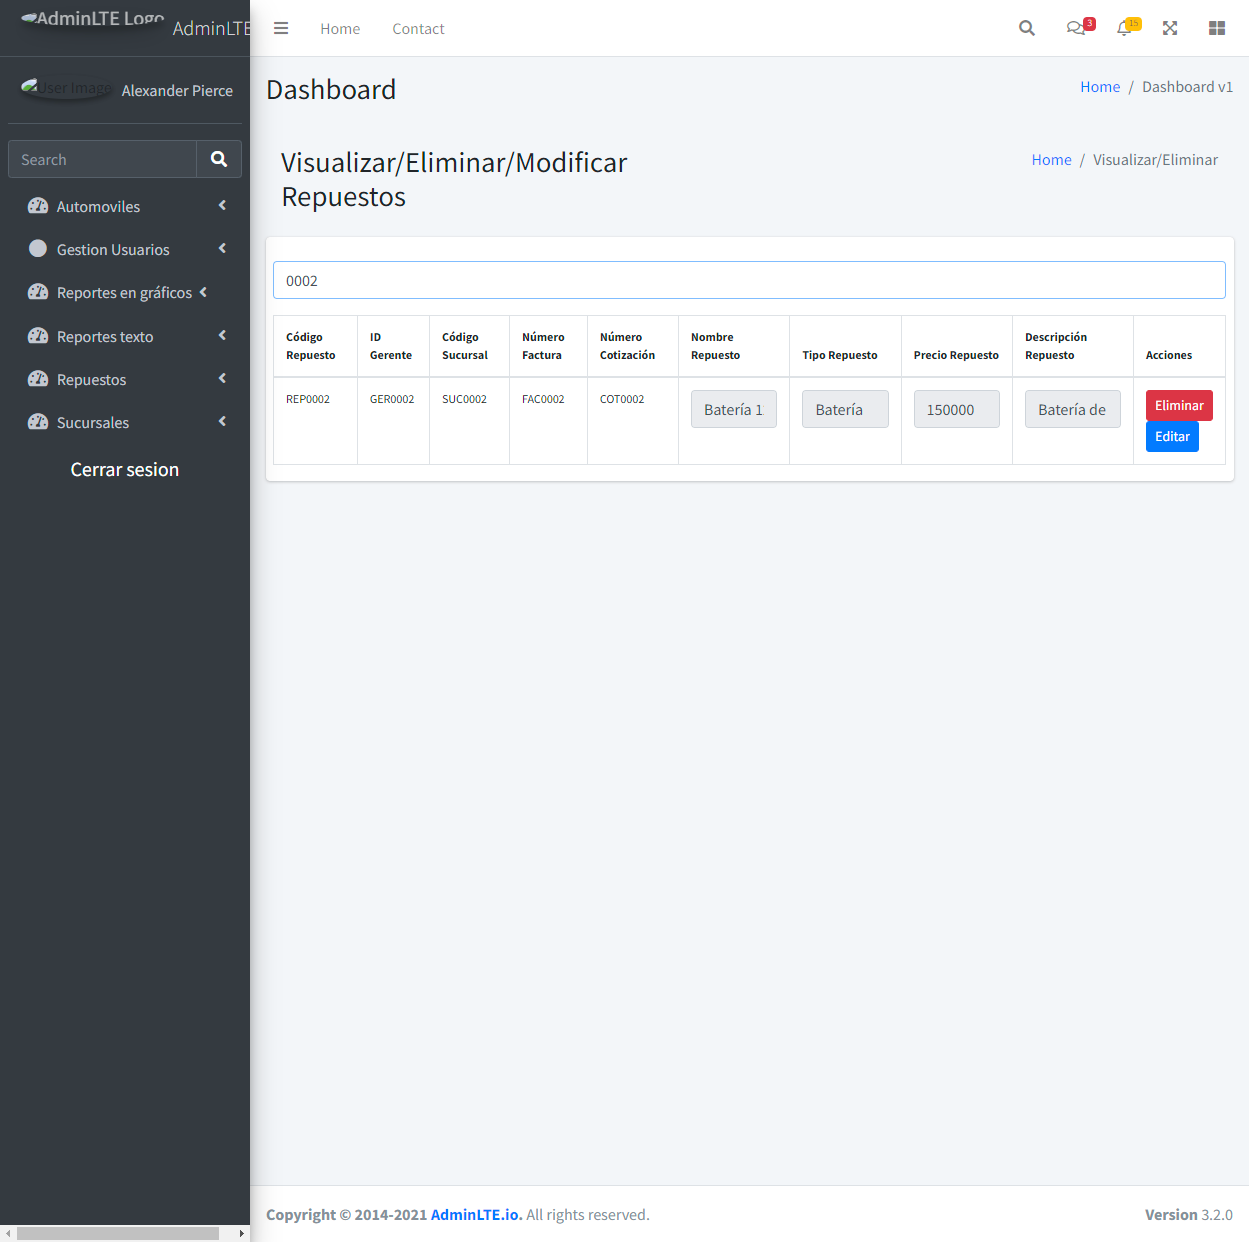 AdminLTE Logo AdminLTE
Home Contact
3 15
User Image Alexander Pierce
Search
Automoviles
Gestion Usuarios
Reportes en gráficos
Reportes texto
Repuestos
Sucursales
Cerrar sesion
Dashboard
Home / Dashboard v1
Visualizar/Eliminar/Modificar
Repuestos
Home / Visualizar/Eliminar
0002
Código Repuesto ID Gerente Código Sucursal Número Factura Número Cotización Nombre Repuesto Tipo Repuesto Precio Repuesto Descripción Repuesto Acciones
REP0002 GER0002 SUC0002 FAC0002 COT0002 Batería 1 Batería 150000 Batería de Eliminar
Editar
Copyright © 2014-2021 AdminLTE.io. All rights reserved.
Version 3.2.0